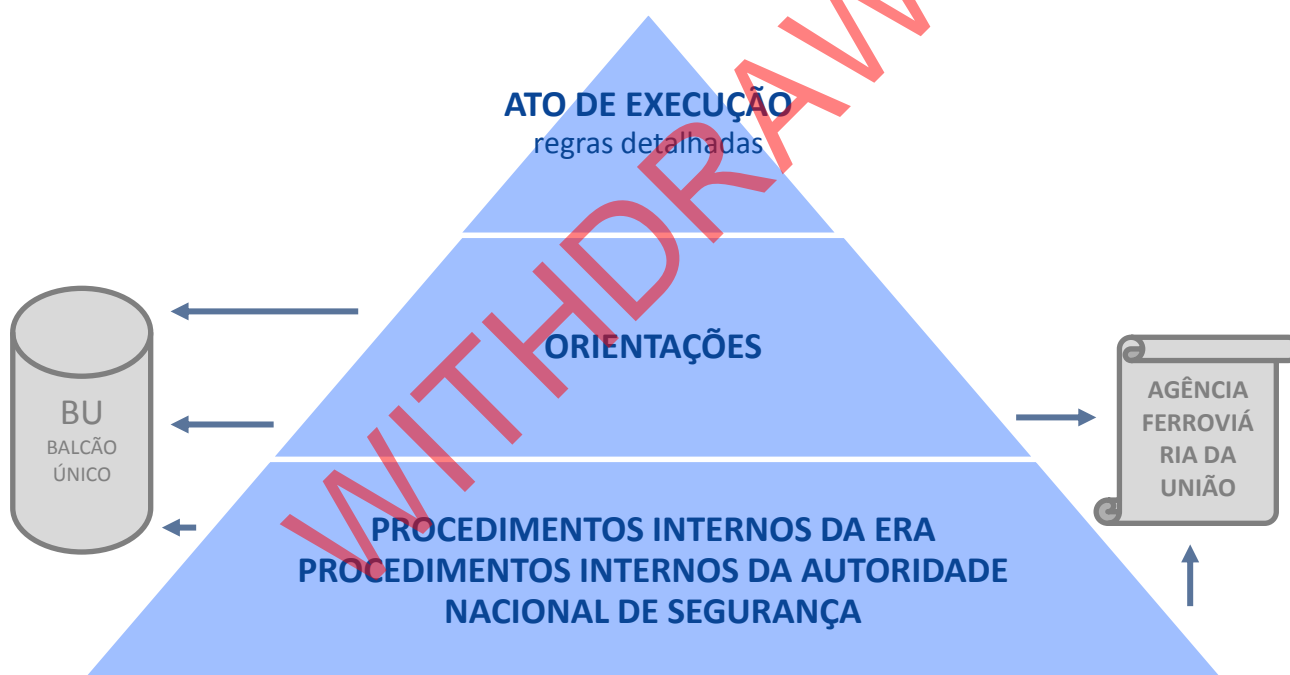 ATO DE EXECUÇÃO
regras detalhadas
ORIENTAÇÕES
BU
BALCÃO
ÚNICO
AGÊNCIA
FERROVIÁ
RIA DA
UNIÃO
PROCEDIMENTOS INTERNOS DA ERA
PROCEDIMENTOS INTERNOS DA AUTORIDADE
NACIONAL DE SEGURANÇA
WITHDRAW